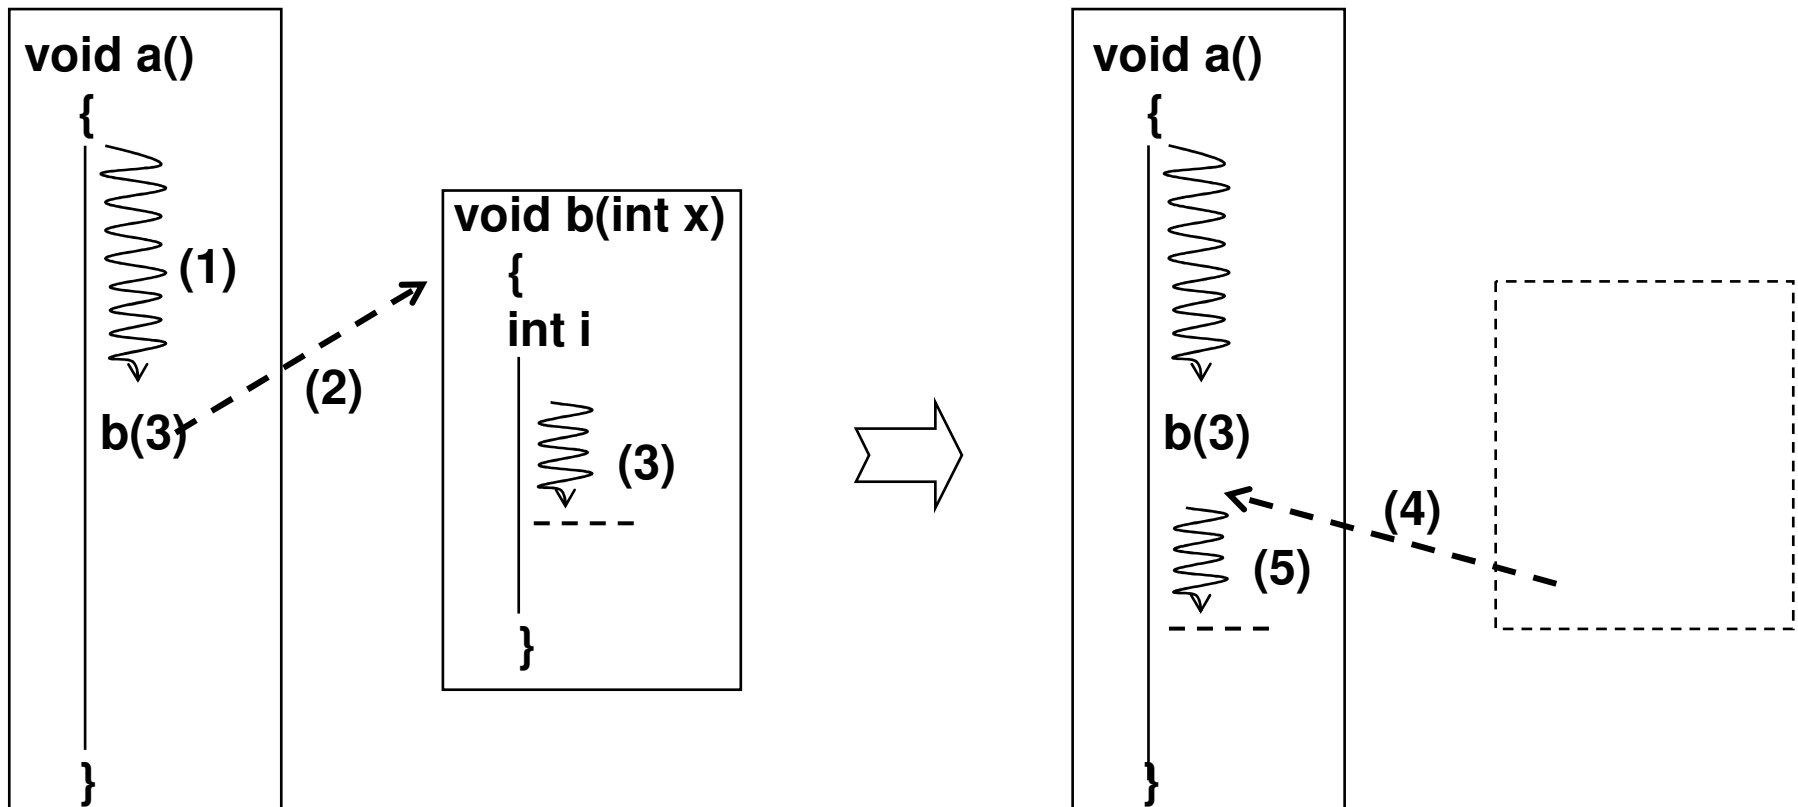 void a()
{
(1)
b(3)
}
(2)
void b(int x)
{
int i
(3)
}
void a()
{
b(3)
(5)
}
(4)